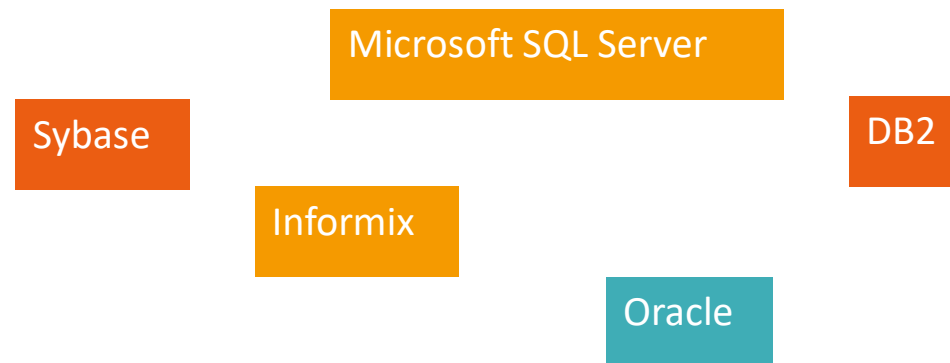 Microsoft SQL Server
Sybase
DB2
Informix
Oracle